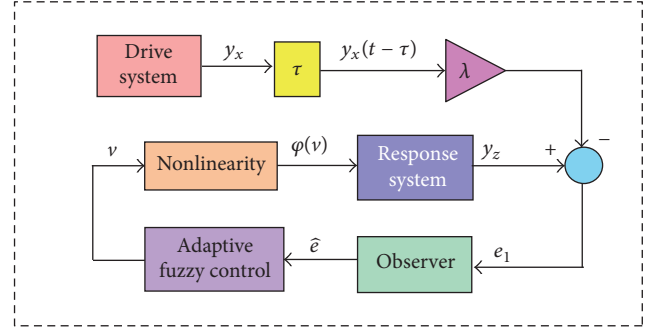 Drive system
y_x
τ
y_x(t − τ)
λ
−
v
Nonlinearity
φ(v)
Response system
y_z
+
Adaptive fuzzy control
ê
Observer
e_1